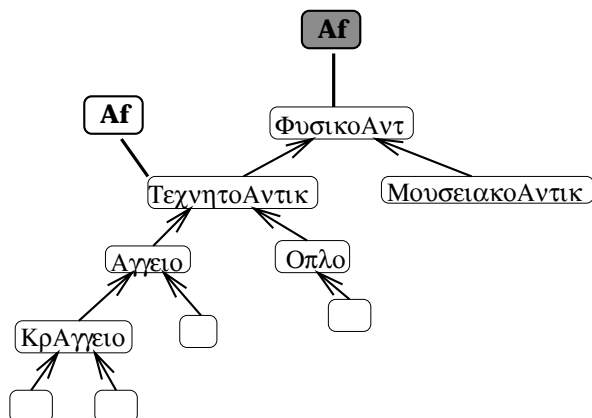 Af
Af
ΦυσικοΑντ
ΤεχνητοΑντικ
ΜουσειακοΑντικ
Αγγειο
Οπλο
ΚρΑγγειο